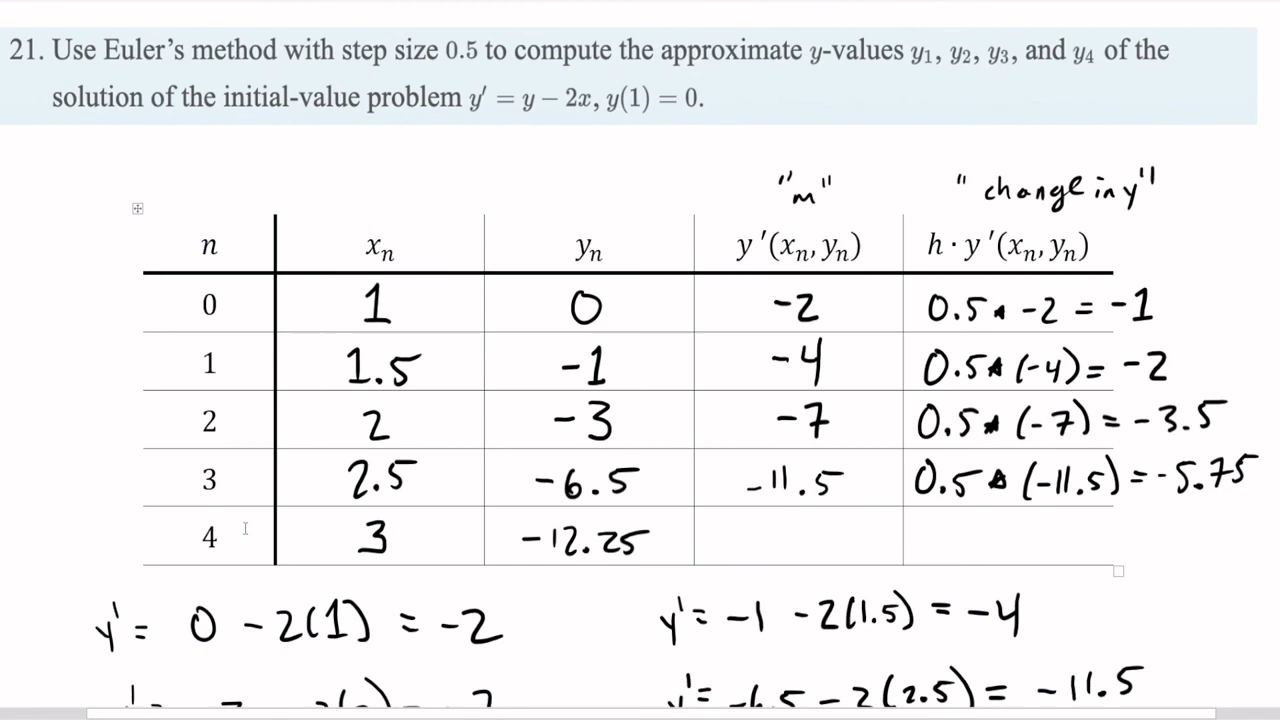 21. Use Euler's method with step size 0.5 to compute the approximate y-values y₁, y₂, y₃, and y₄ of the
solution of the initial-value problem y′ = y − 2x, y(1) = 0.
"m" "change in y"
n xₙ yₙ y ′(xₙ, yₙ) h · y ′(xₙ, yₙ)
0 1 0 -2 0.5 * -2 = -1
1 1.5 -1 -4 0.5 * (-4) = -2
2 2 -3 -7 0.5 * (-7) = -3.5
3 2.5 -6.5 -11.5 0.5 * (-11.5) = -5.75
4 3 -12.25
y' = 0 - 2(1) = -2 y' = -1 - 2(1.5) = -4
y' = -6.5 - 2(2.5) = -11.5